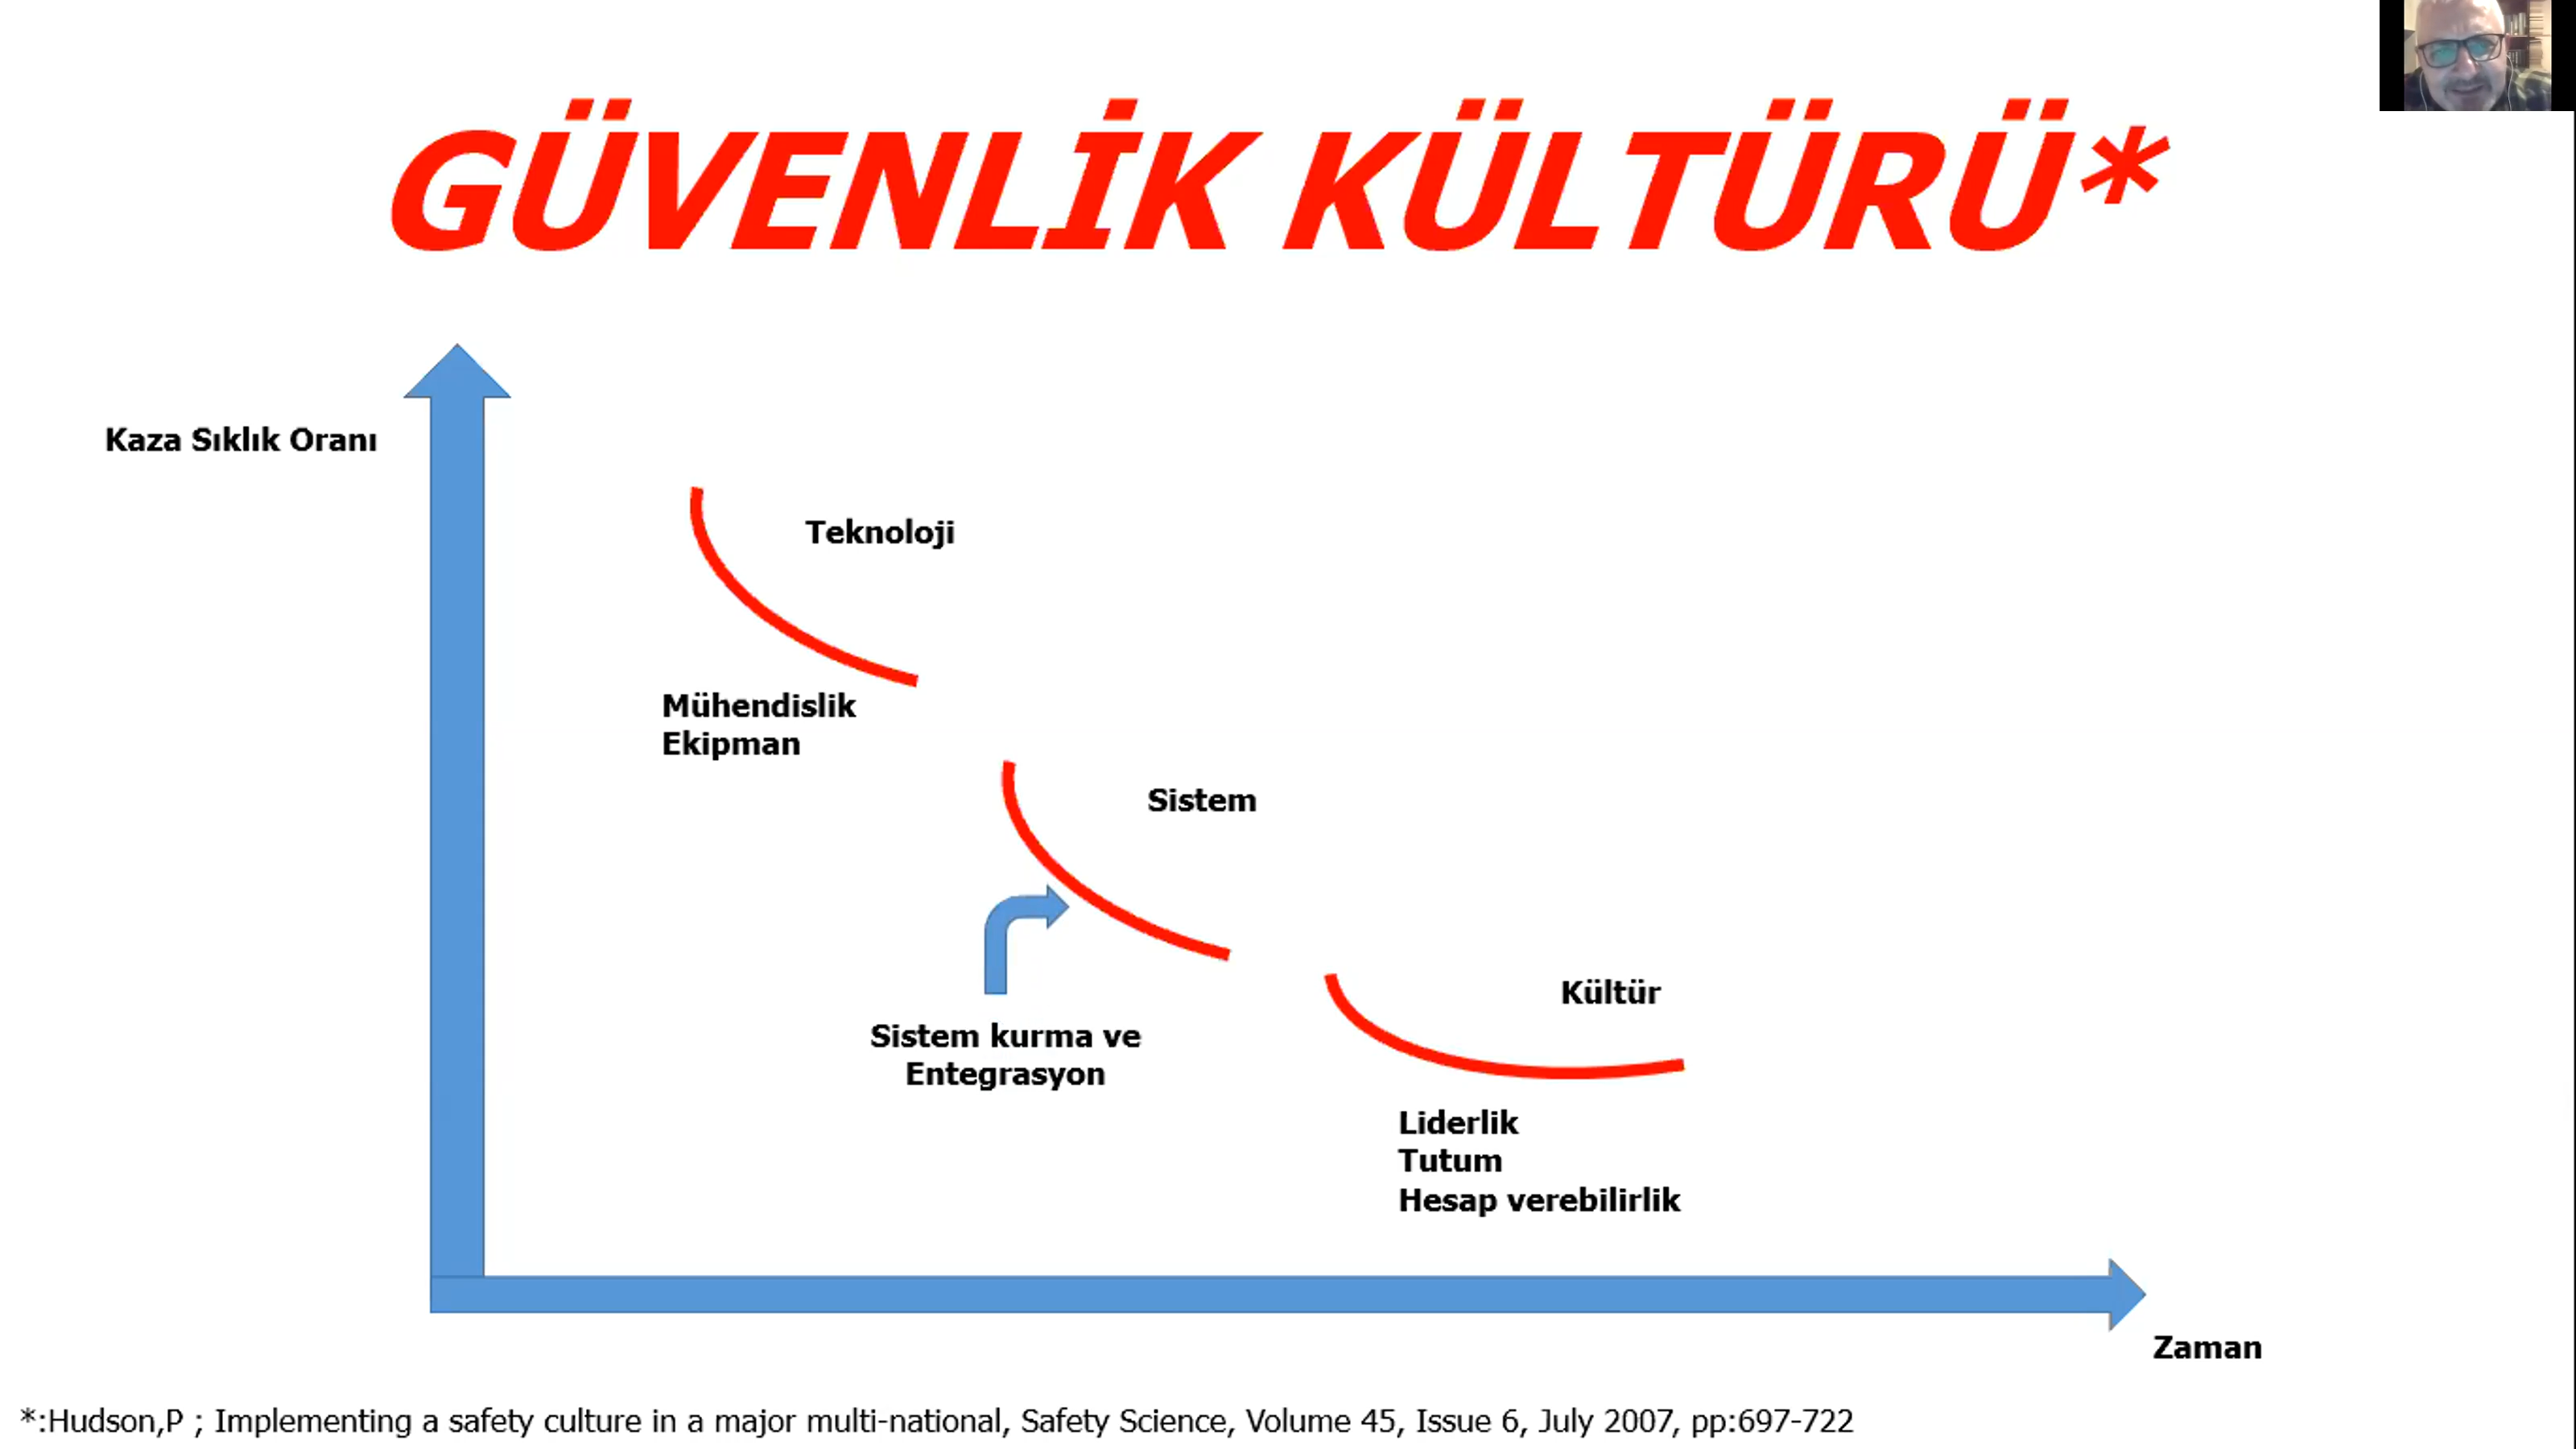 GÜVENLİK KÜLTÜRÜ*
Kaza Sıklık Oranı
Teknoloji
Mühendislik
Ekipman
Sistem
Sistem kurma ve
Entegrasyon
Kültür
Liderlik
Tutum
Hesap verebilirlik
Zaman
*:Hudson,P ; Implementing a safety culture in a major multi-national, Safety Science, Volume 45, Issue 6, July 2007, pp:697-722